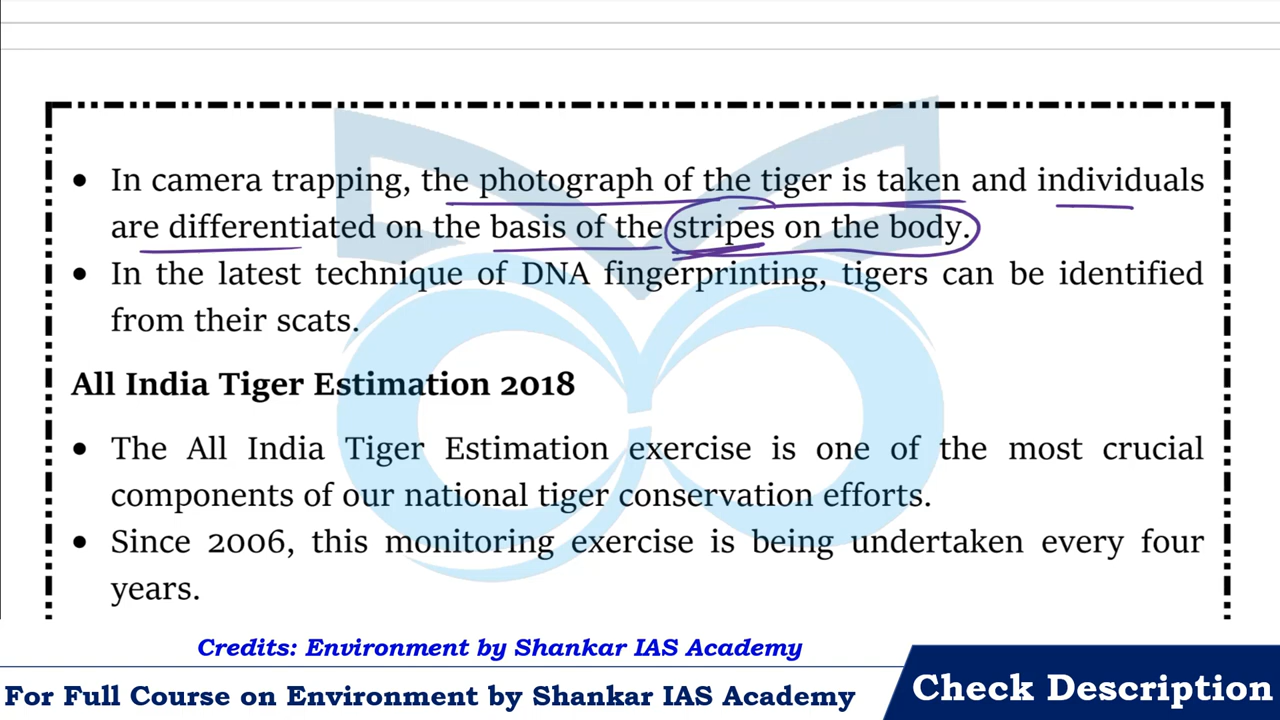 • In camera trapping, the photograph of the tiger is taken and individuals
are differentiated on the basis of the stripes on the body.
• In the latest technique of DNA fingerprinting, tigers can be identified
from their scats.
All India Tiger Estimation 2018
• The All India Tiger Estimation exercise is one of the most crucial
components of our national tiger conservation efforts.
• Since 2006, this monitoring exercise is being undertaken every four
years.
Credits: Environment by Shankar IAS Academy
For Full Course on Environment by Shankar IAS Academy
Check Description